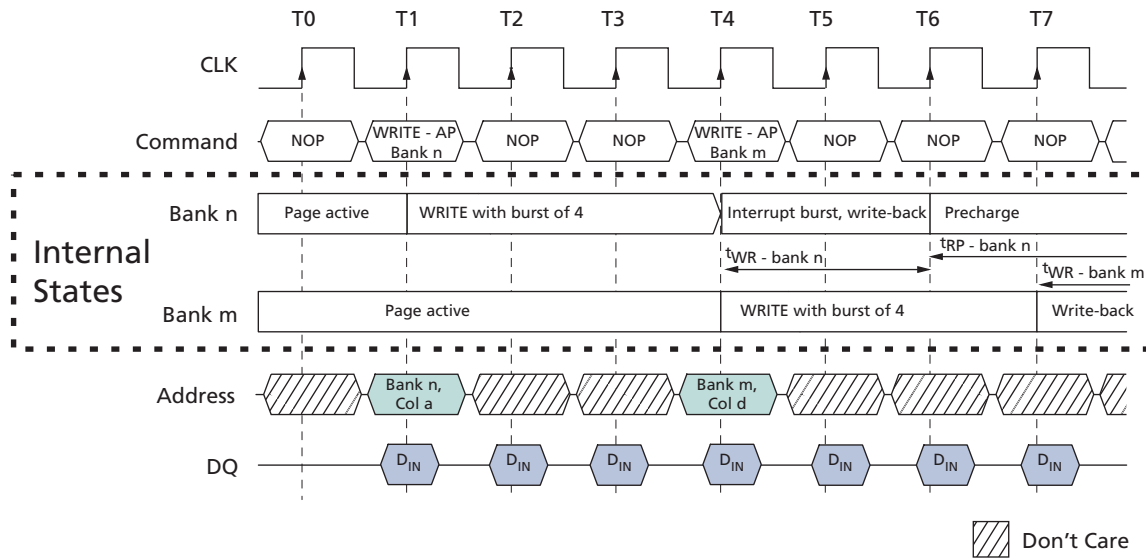 T0 T1 T2 T3 T4 T5 T6 T7
CLK
Command NOP WRITE - AP Bank n NOP NOP WRITE - AP Bank m NOP NOP NOP
Bank n Page active WRITE with burst of 4 Interrupt burst, write-back Precharge
tWR - bank n tRP - bank n
tWR - bank m
Internal
States
Bank m Page active WRITE with burst of 4 Write-back
Address Bank n, Col a Bank m, Col d
DQ DIN DIN DIN DIN DIN DIN DIN
Don't Care